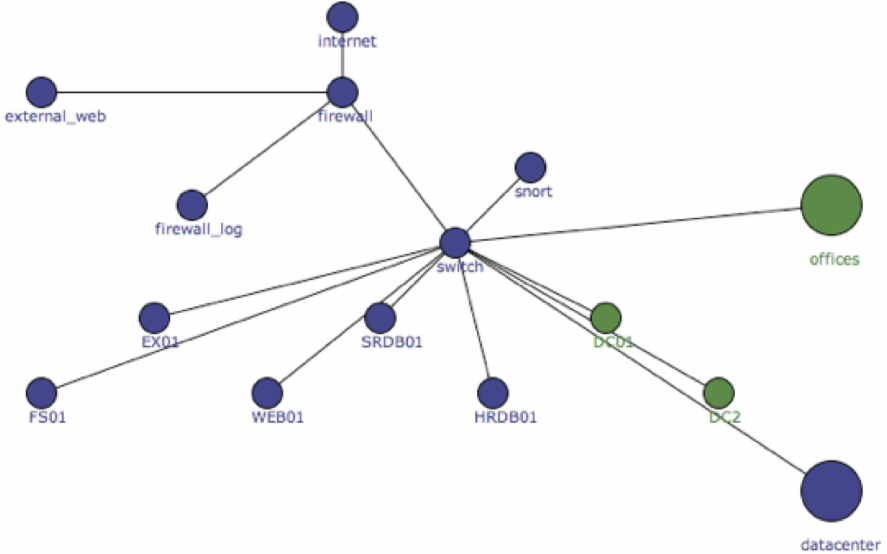 internet
external_web
firewall
snort
firewall_log
offices
switch
EX01
SRDB01
DC01
FS01
WEB01
HRDB01
DC2
datacenter